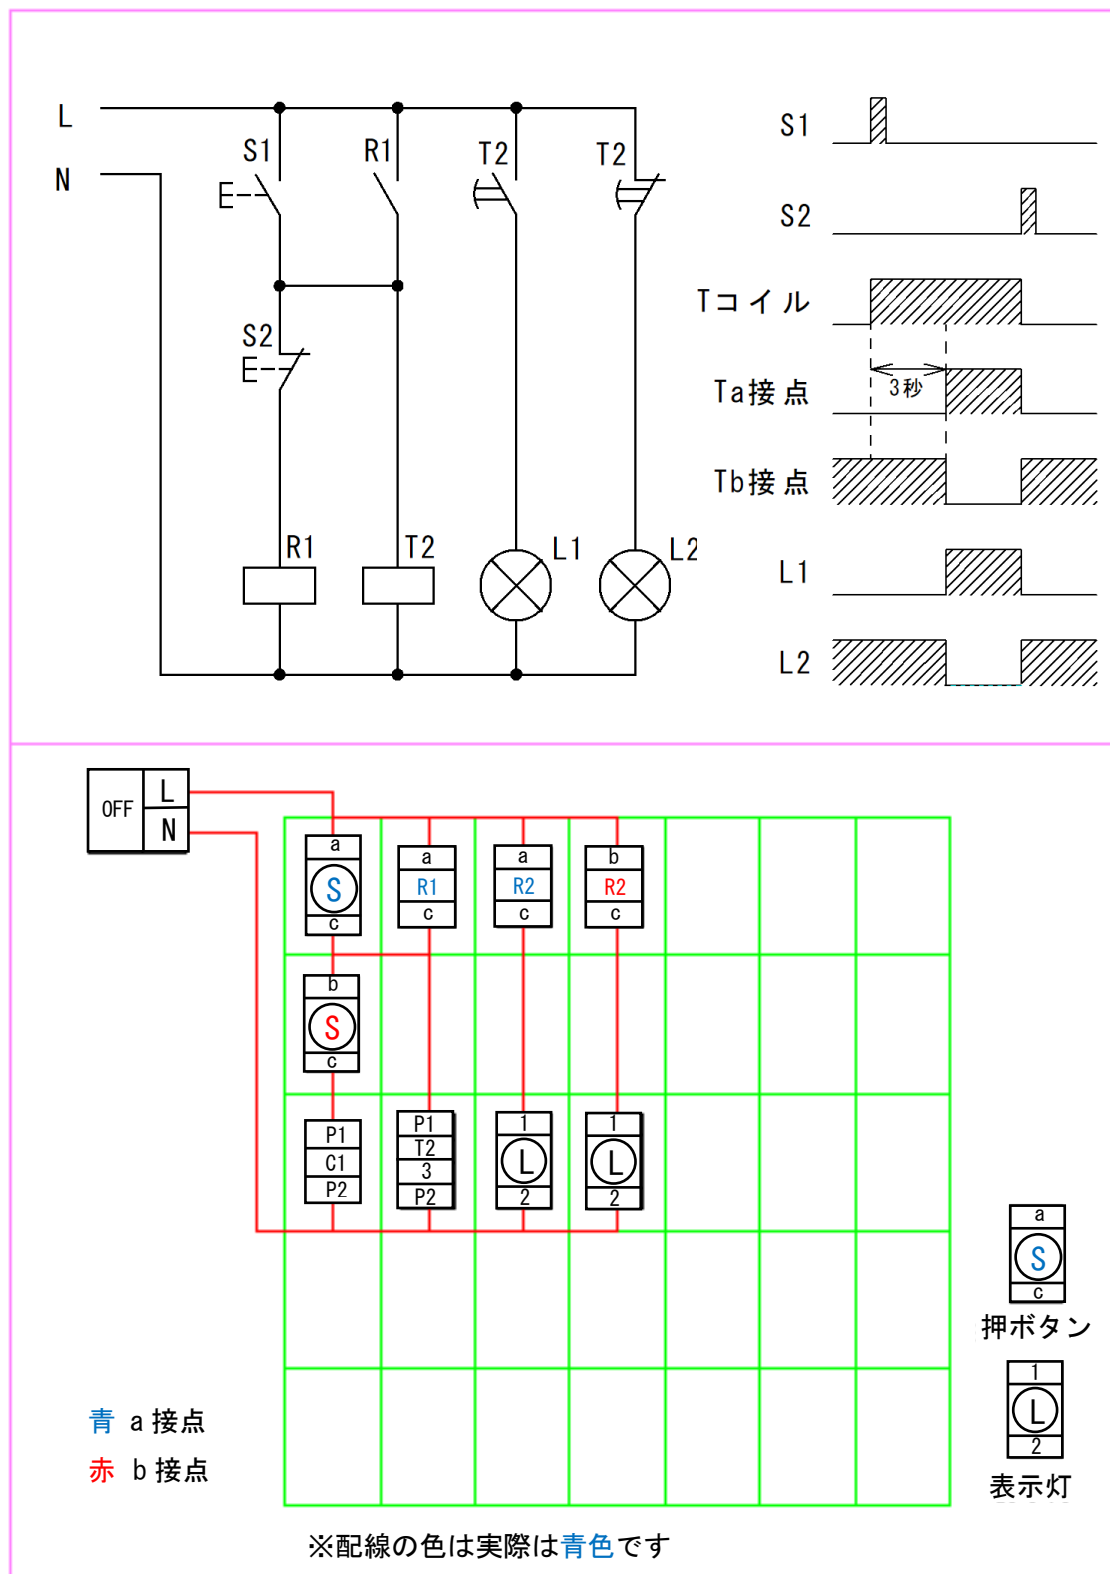 L
N
S1
R1
T2
T2
S2
R1
T2
L1
L2
S1
S2
Tコイル
Ta接点
3秒
Tb接点
L1
L2
OFF
L
N
a
S
c
a
R1
c
a
R2
c
b
R2
c
b
S
c
P1
C1
P2
P1
T2
3
P2
1
L
2
1
L
2
a
S
c
押ボタン
1
L
2
表示灯
青 a接点
赤 b接点
※配線の色は実際は青色です